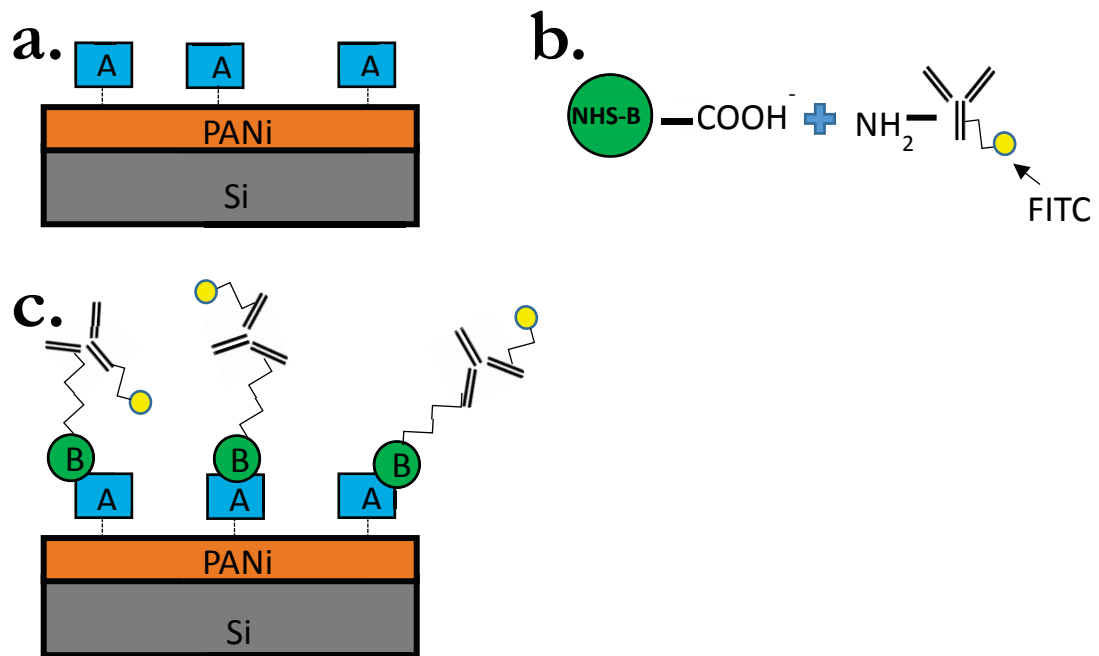 a.
A A A
PANi
Si
b.
NHS-B COOH⁻ NH₂
FITC
c.
B B B
A A A
PANi
Si